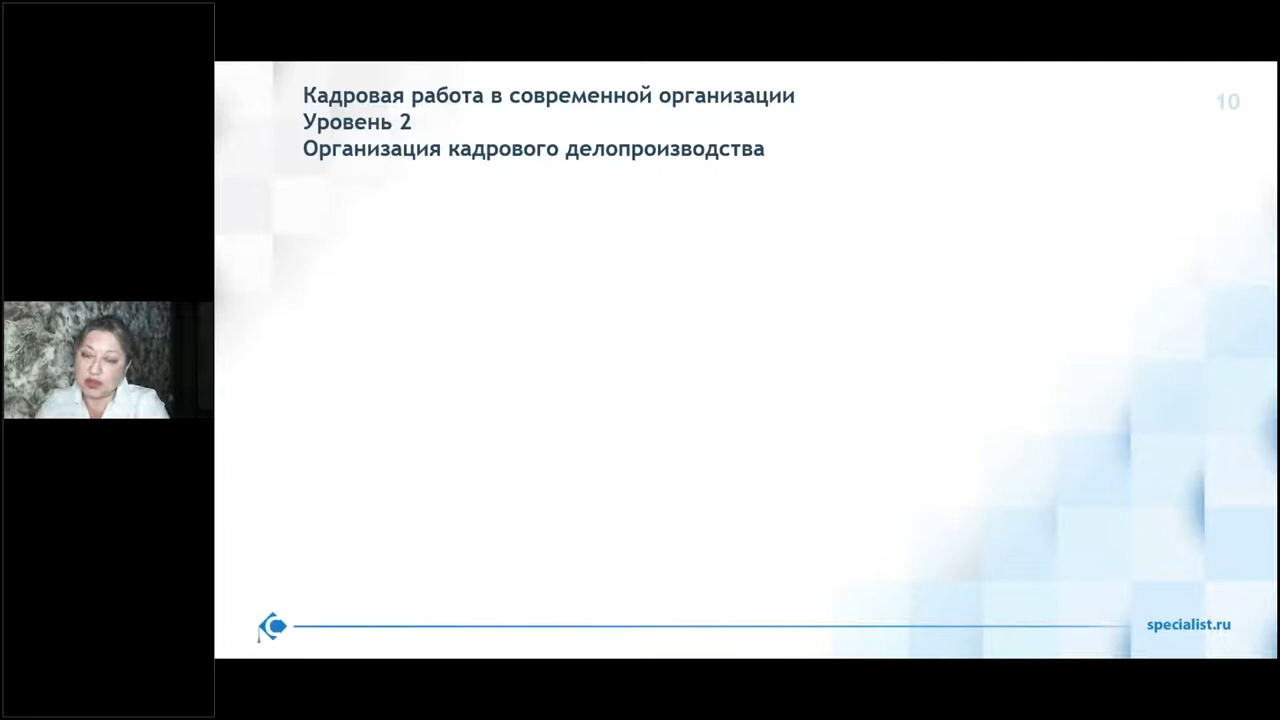 Кадровая работа в современной организации
Уровень 2
Организация кадрового делопроизводства
10
specialist.ru